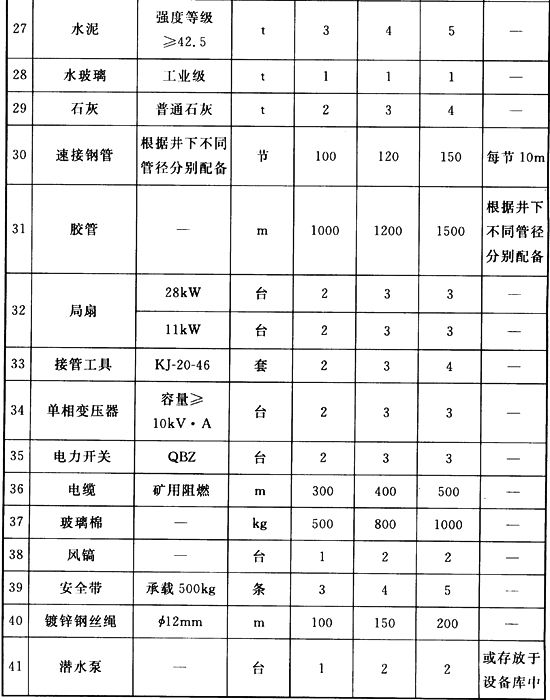 27 水泥 强度等级 ≥42.5 t 3 4 5 —
28 水玻璃 工业级 t 1 1 1 —
29 石灰 普通石灰 t 2 3 4 —
30 速接钢管 根据井下不同管径分别配备 节 100 120 150 每节10m
31 胶管 — m 1000 1200 1500 根据井下不同管径分别配备
32 局扇 28kW 台 2 3 3 —
11kW 台 2 3 3 —
33 接管工具 KJ-20-46 套 2 3 4 —
34 单相变压器 容量≥10kV·A 台 2 3 3 —
35 电力开关 QBZ 台 2 3 3 —
36 电缆 矿用阻燃 m 300 400 500 —
37 玻璃棉 — kg 500 800 1000 —
38 风镐 — 台 1 2 2 —
39 安全带 承载500kg 条 3 4 5 —
40 镀锌钢丝绳 ϕ12mm m 100 150 200 —
41 潜水泵 — 台 1 2 2 或存放于设备库中